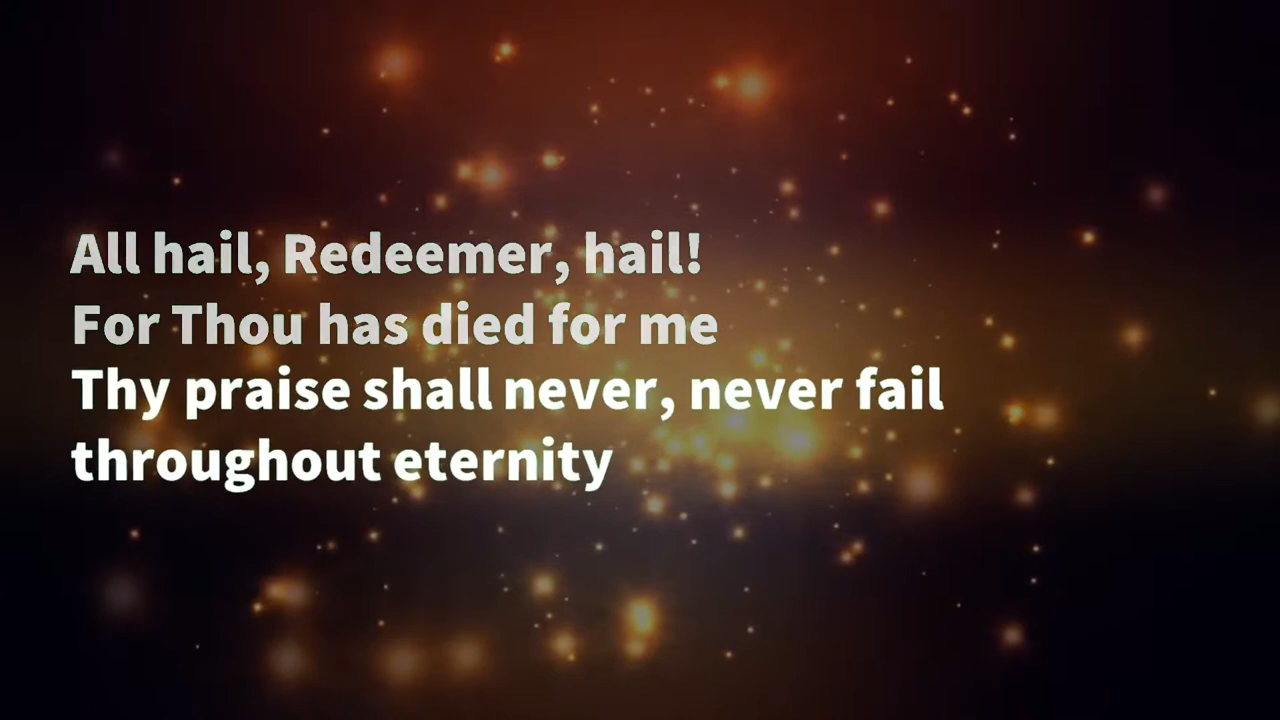 All hail, Redeemer, hail!
For Thou has died for me
Thy praise shall never, never fail
throughout eternity